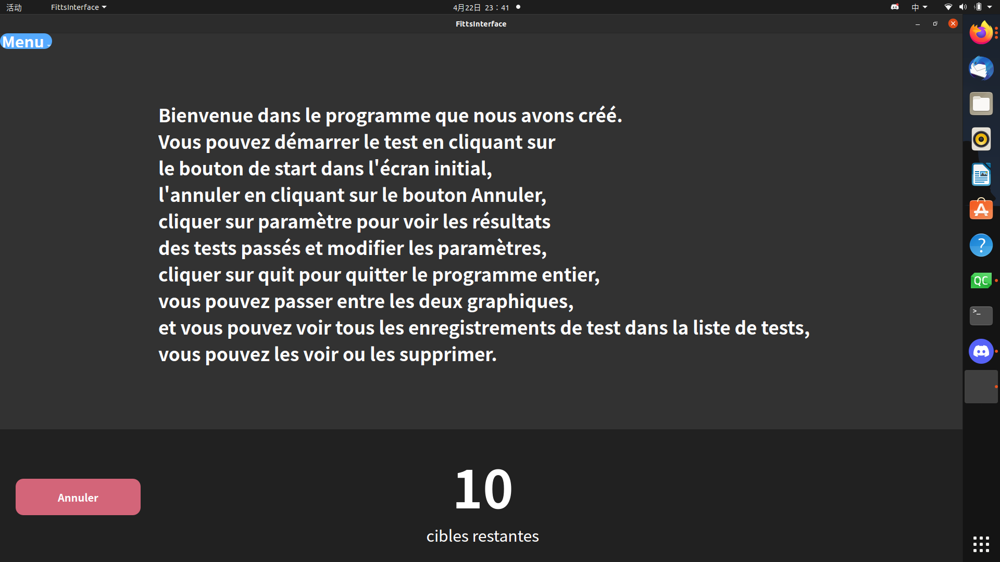 活动
FittsInterface
4月22日 23：41
中
FittsInterface
Menu
Bienvenue dans le programme que nous avons créé.
Vous pouvez démarrer le test en cliquant sur
le bouton de start dans l'écran initial,
l'annuler en cliquant sur le bouton Annuler,
cliquer sur paramètre pour voir les résultats
des tests passés et modifier les paramètres,
cliquer sur quit pour quitter le programme entier,
vous pouvez passer entre les deux graphiques,
et vous pouvez voir tous les enregistrements de test dans la liste de tests,
vous pouvez les voir ou les supprimer.
Annuler
10
cibles restantes
?
QC
>_